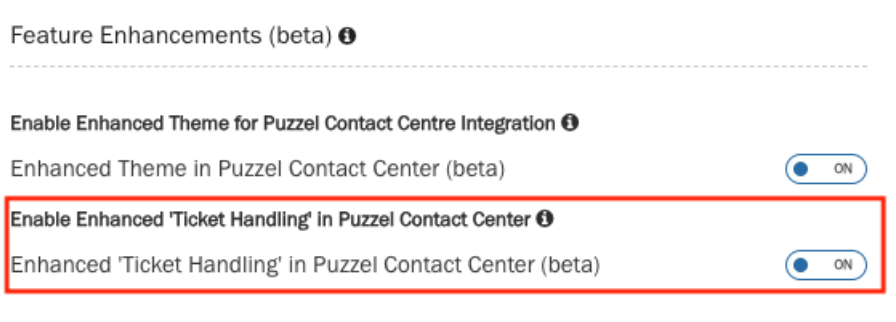 Feature Enhancements (beta)
Enable Enhanced Theme for Puzzel Contact Centre Integration
Enhanced Theme in Puzzel Contact Center (beta) ON
Enable Enhanced 'Ticket Handling' in Puzzel Contact Center
Enhanced 'Ticket Handling' in Puzzel Contact Center (beta) ON